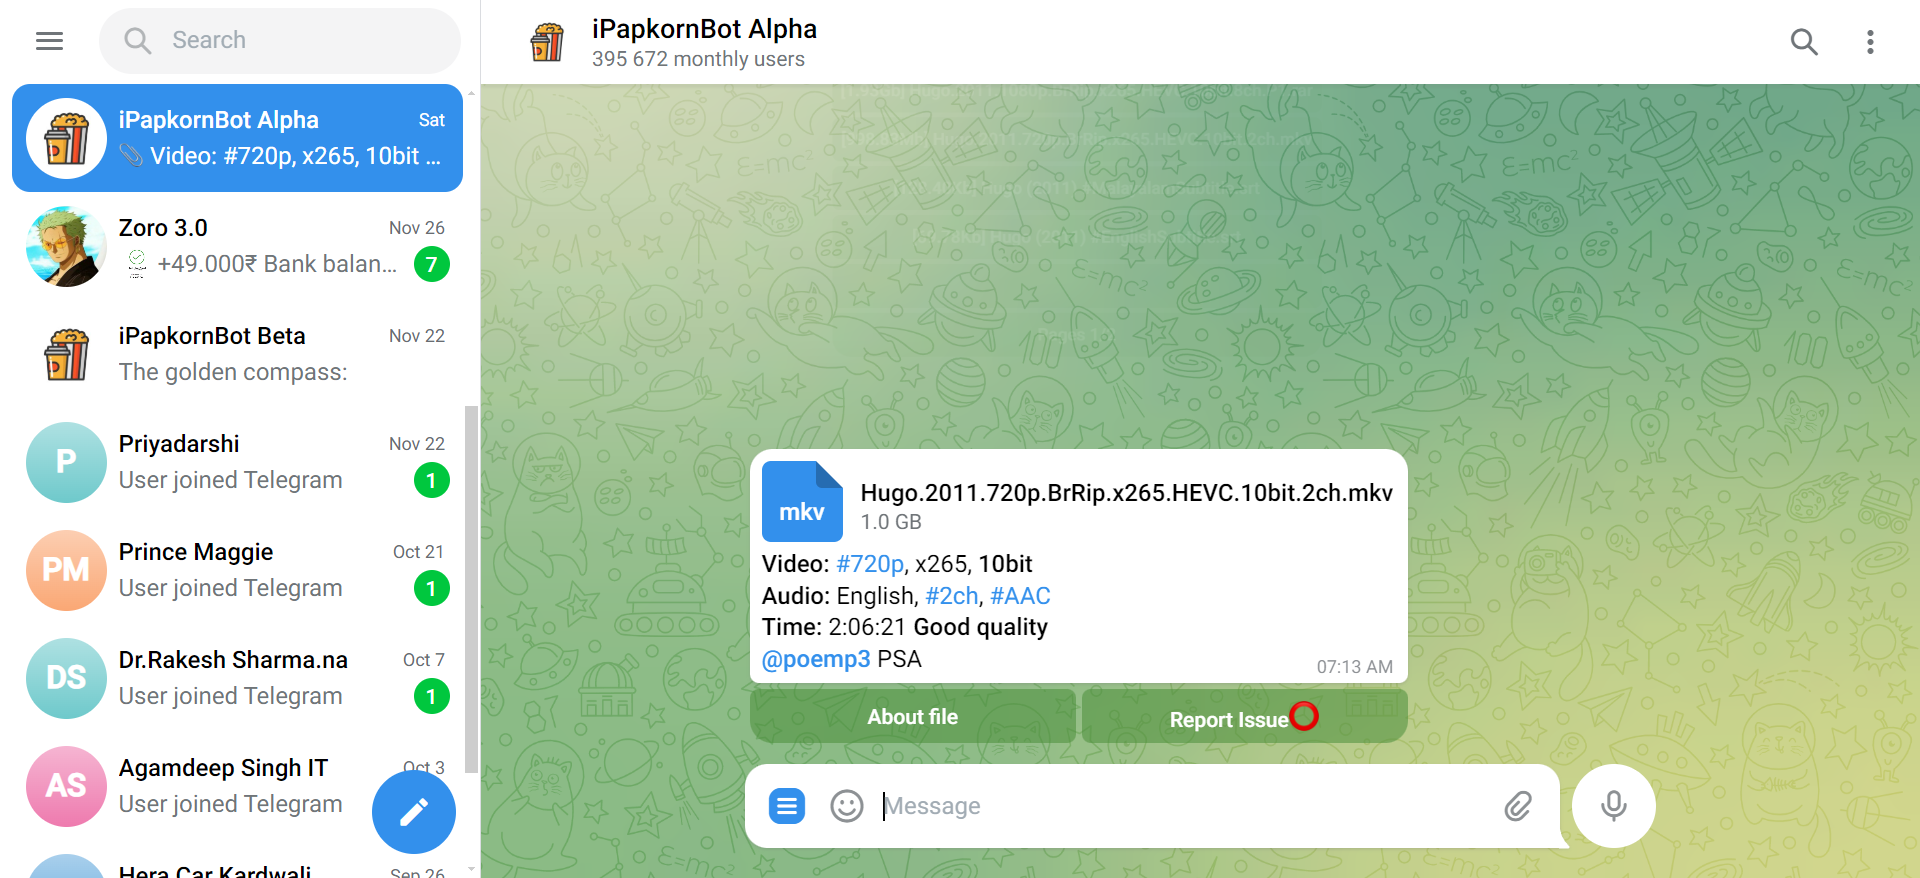 Search
iPapkornBot Alpha
Sat
Video: #720p, x265, 10bit ...
Zoro 3.0
Nov 26
+49.000₹ Bank balan...
7
iPapkornBot Beta
Nov 22
The golden compass:
P
Priyadarshi
Nov 22
User joined Telegram
1
PM
Prince Maggie
Oct 21
User joined Telegram
1
DS
Dr.Rakesh Sharma.na
Oct 7
User joined Telegram
1
AS
Agamdeep Singh IT
Oct 3
User joined Telegram
Hera Car Kardwali
Sep 26
iPapkornBot Alpha
395 672 monthly users
mkv
Hugo.2011.720p.BrRip.x265.HEVC.10bit.2ch.mkv
1.0 GB
Video: #720p, x265, 10bit
Audio: English, #2ch, #AAC
Time: 2:06:21 Good quality
@poemp3 PSA
07:13 AM
About file
Report Issue
Message